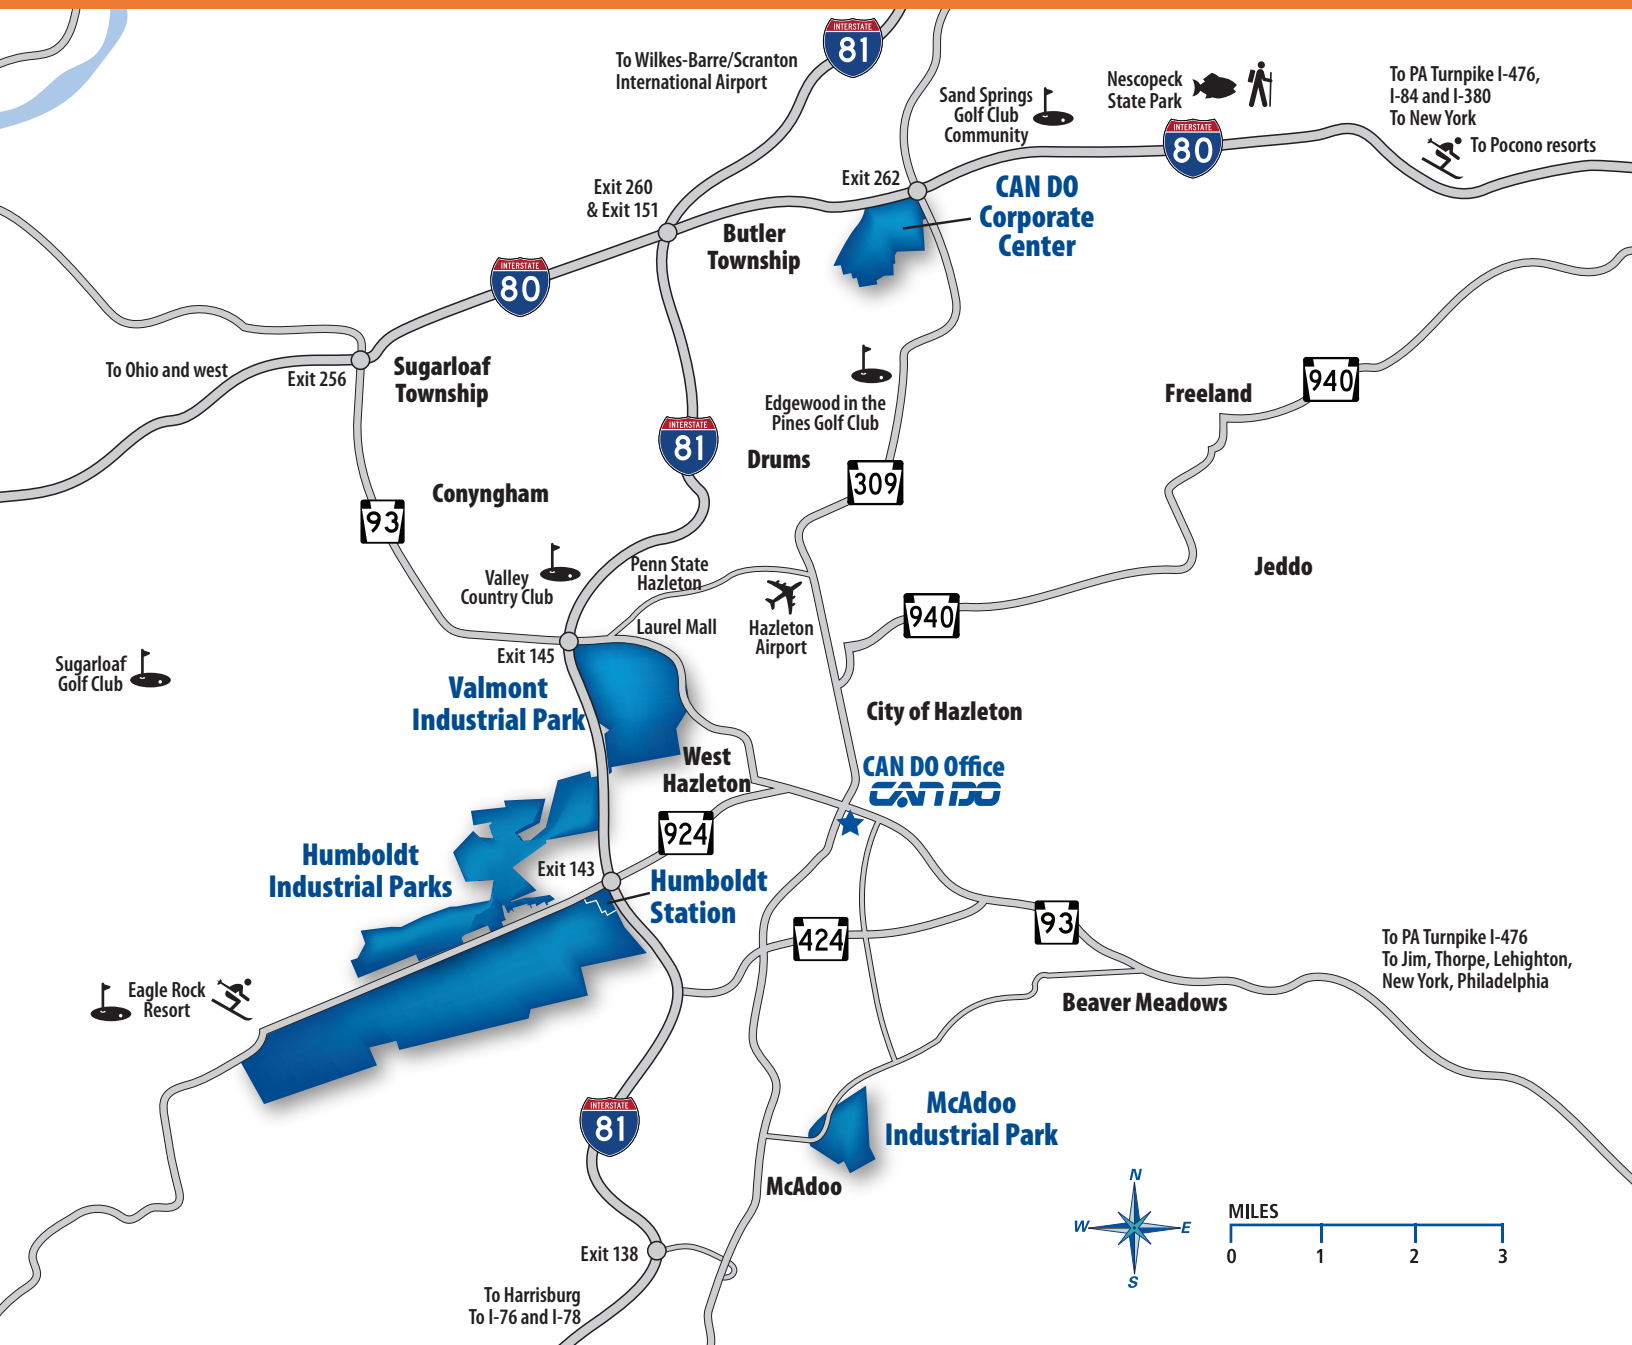 INTERSTATE
81
To Wilkes-Barre/Scranton
International Airport
Sand Springs
Golf Club
Community
Nescopeck
State Park
INTERSTATE
80
To PA Turnpike I-476,
I-84 and I-380
To New York
To Pocono resorts
Exit 262
CAN DO
Corporate
Center
Exit 260
& Exit 151
Butler
Township
INTERSTATE
80
To Ohio and west
Exit 256
Sugarloaf
Township
Edgewood in the
Pines Golf Club
Freeland
940
INTERSTATE
81
Drums
309
Conyngham
93
Valley
Country Club
Penn State
Hazleton
Jeddo
940
Laurel Mall
Hazleton
Airport
Exit 145
Sugarloaf
Golf Club
Valmont
Industrial Park
City of Hazleton
West
Hazleton
CAN DO Office
CAN DO
924
Humboldt
Industrial Parks
Exit 143
Humboldt
Station
424
93
To PA Turnpike I-476
To Jim, Thorpe, Lehighton,
New York, Philadelphia
Eagle Rock
Resort
Beaver Meadows
INTERSTATE
81
McAdoo
Industrial Park
McAdoo
N
W
E
S
MILES
0 1 2 3
Exit 138
To Harrisburg
To I-76 and I-78